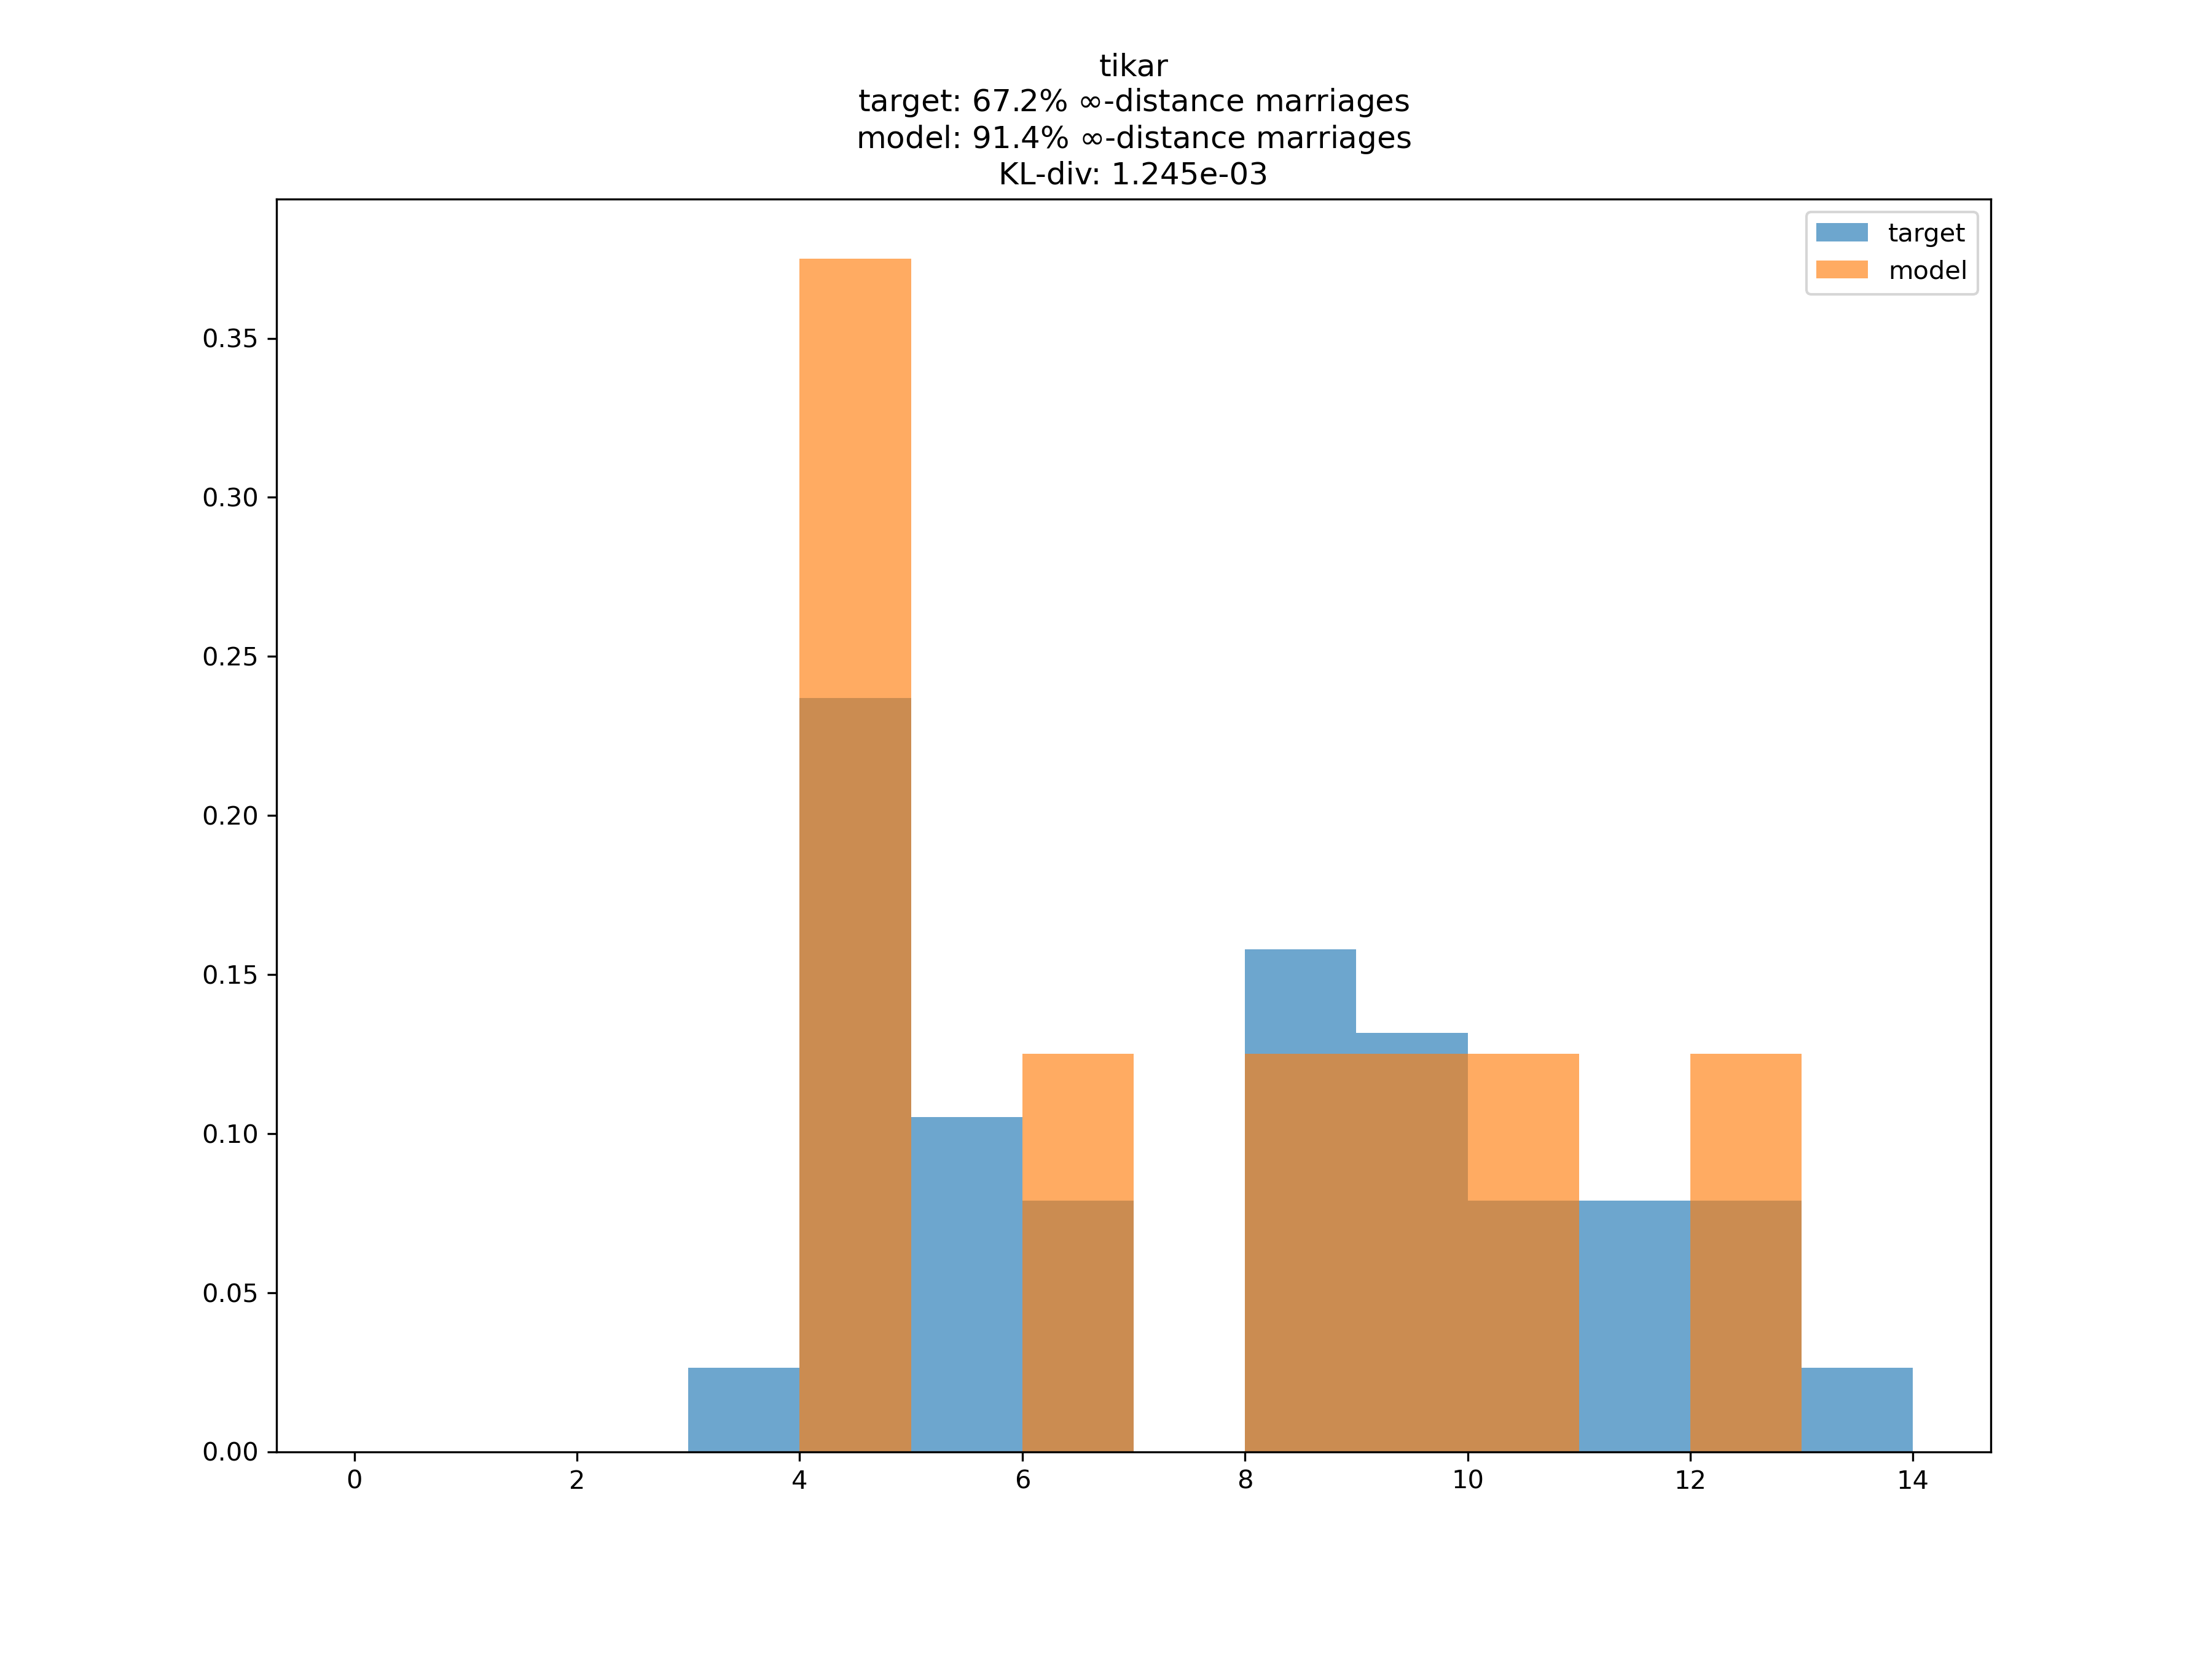 tikar
target: 67.2% ∞-distance marriages
model: 91.4% ∞-distance marriages
KL-div: 1.245e-03
target
model
0.35
0.30
0.25
0.20
0.15
0.10
0.05
0.00
0 2 4 6 8 10 12 14